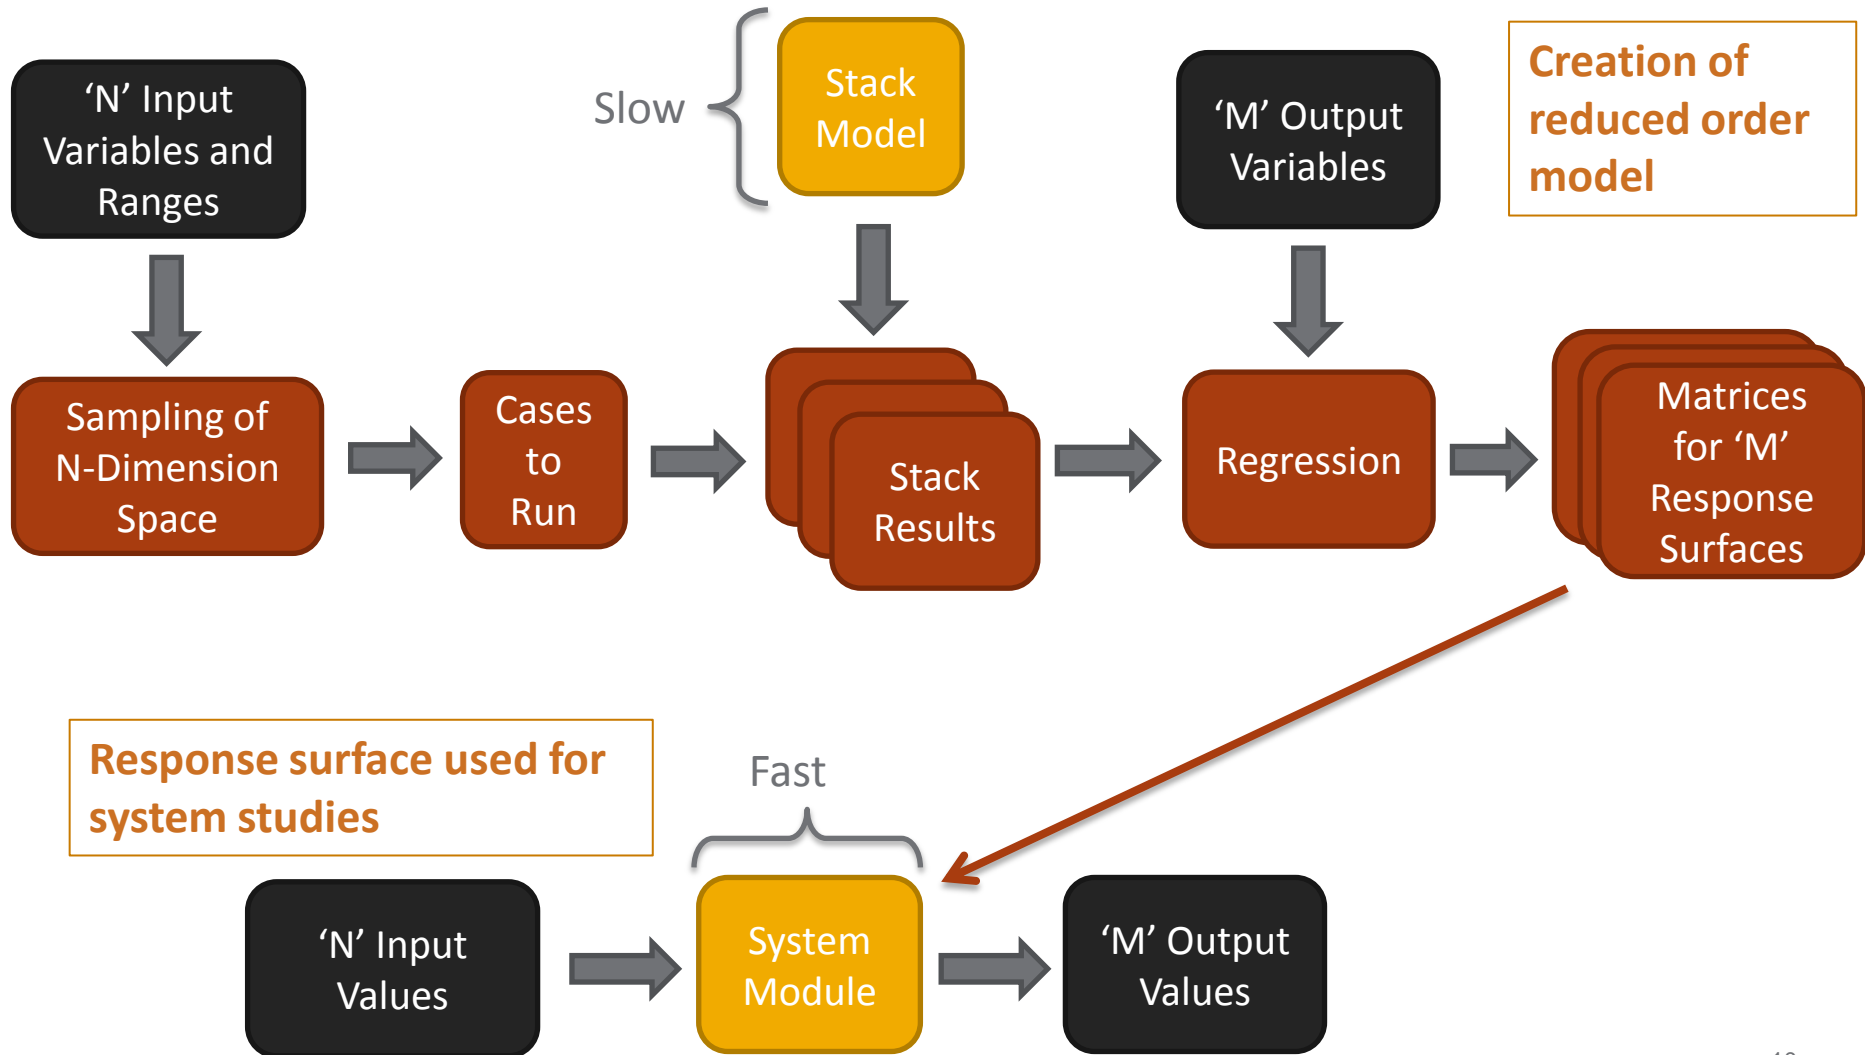 ‘N’ Input
Variables and
Ranges
Slow
Stack
Model
‘M’ Output
Variables
Creation of
reduced order
model
Sampling of
N-Dimension
Space
Cases
to
Run
Stack
Results
Regression
Matrices
for ‘M’
Response
Surfaces
Response surface used for
system studies
Fast
‘N’ Input
Values
System
Module
‘M’ Output
Values